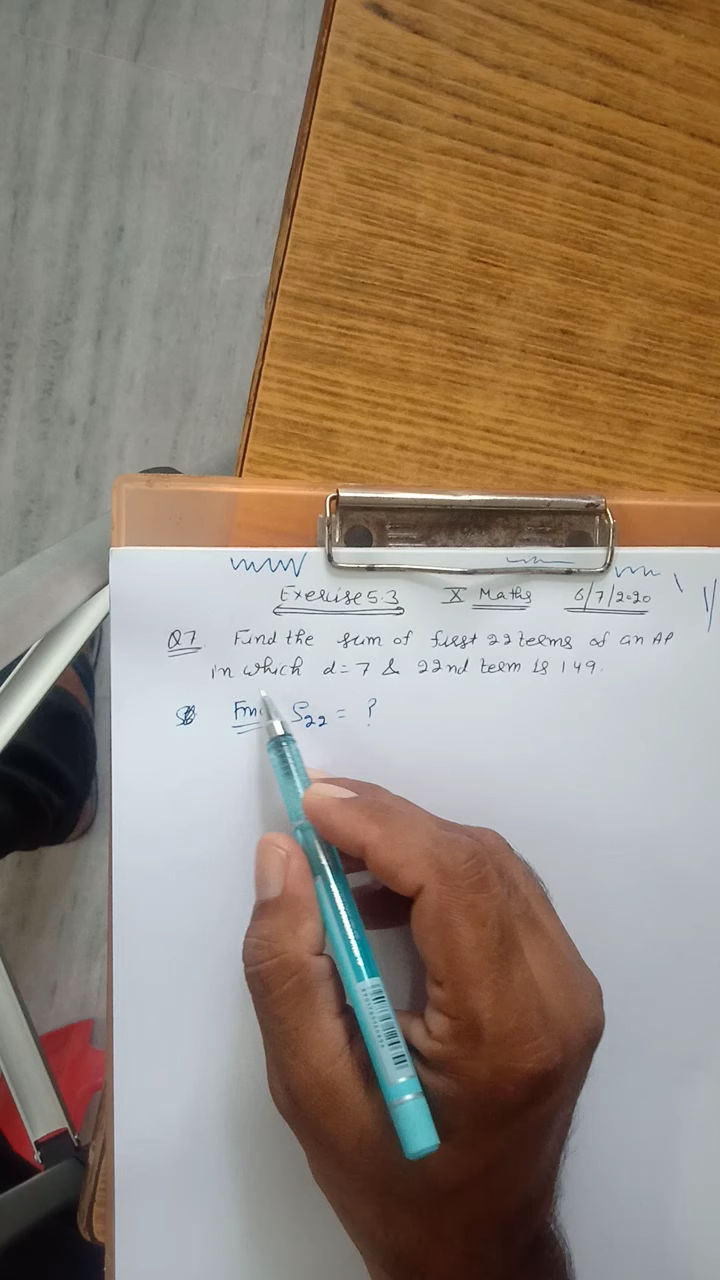 Exercise 5.3 X Maths 6/7/2020
Q7 Find the sum of first 22 terms of an AP
in which d=7 & 22nd term is 149.
S22 = ?